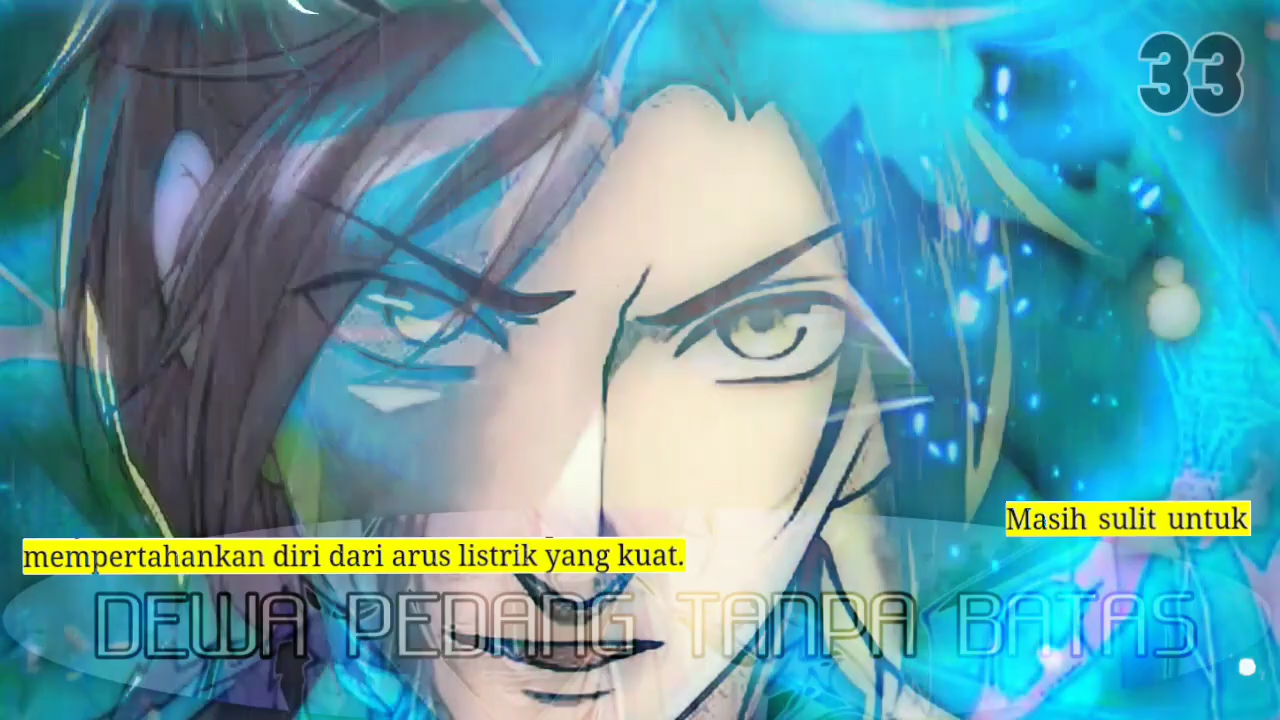 33
Masih sulit untuk
mempertahankan diri dari arus listrik yang kuat.
DEWA PEDANG TANPA BATAS